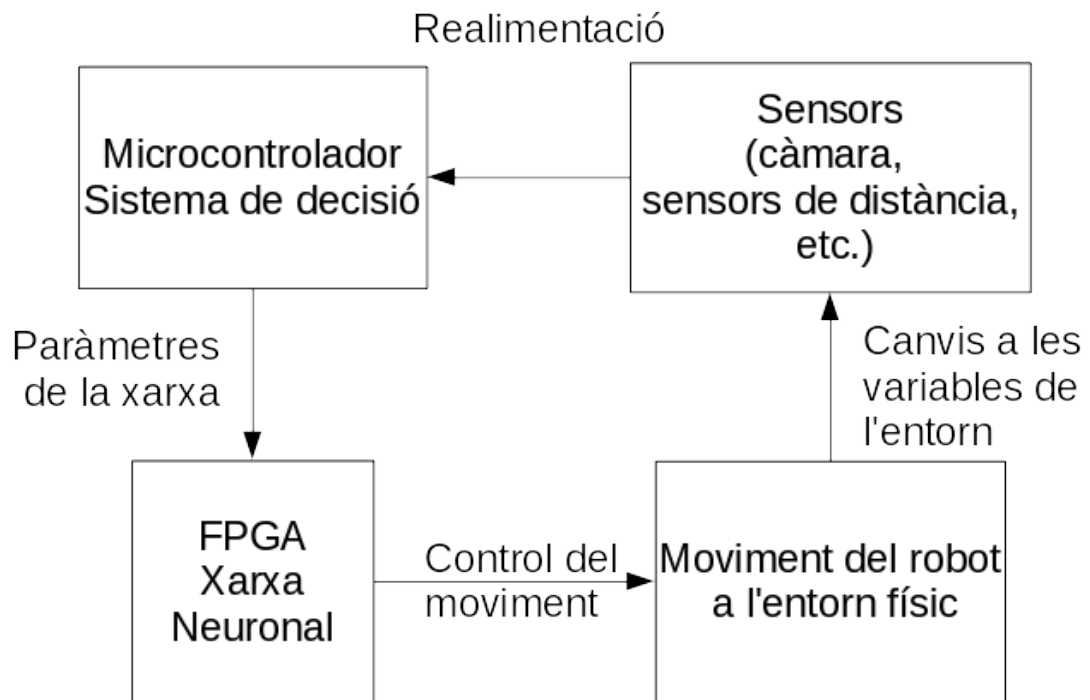 Realimentació
Microcontrolador
Sistema de decisió
Sensors
(càmara,
sensors de distància,
etc.)
Paràmetres
de la xarxa
Canvis a les
variables de
l'entorn
FPGA
Xarxa
Neuronal
Control del
moviment
Moviment del robot
a l'entorn físic